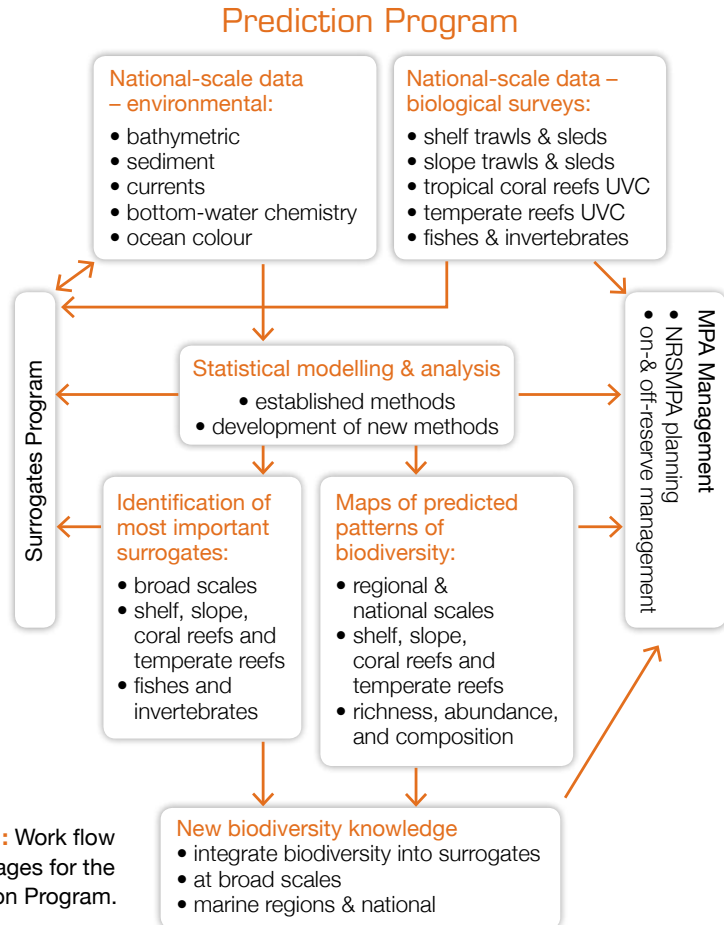 Prediction Program
National-scale data
– environmental:
• bathymetric
• sediment
• currents
• bottom-water chemistry
• ocean colour
National-scale data –
biological surveys:
• shelf trawls & sleds
• slope trawls & sleds
• tropical coral reefs UVC
• temperate reefs UVC
• fishes & invertebrates
Surrogates Program
Statistical modelling & analysis
• established methods
• development of new methods
MPA Management
• NRSMPA planning
• on-& off-reserve management
Identification of
most important
surrogates:
• broad scales
• shelf, slope,
coral reefs and
temperate reefs
• fishes and
invertebrates
Maps of predicted
patterns of
biodiversity:
• regional &
national scales
• shelf, slope,
coral reefs and
temperate reefs
• richness, abundance,
and composition
New biodiversity knowledge
• integrate biodiversity into surrogates
• at broad scales
• marine regions & national
: Work flow
ages for the
on Program.